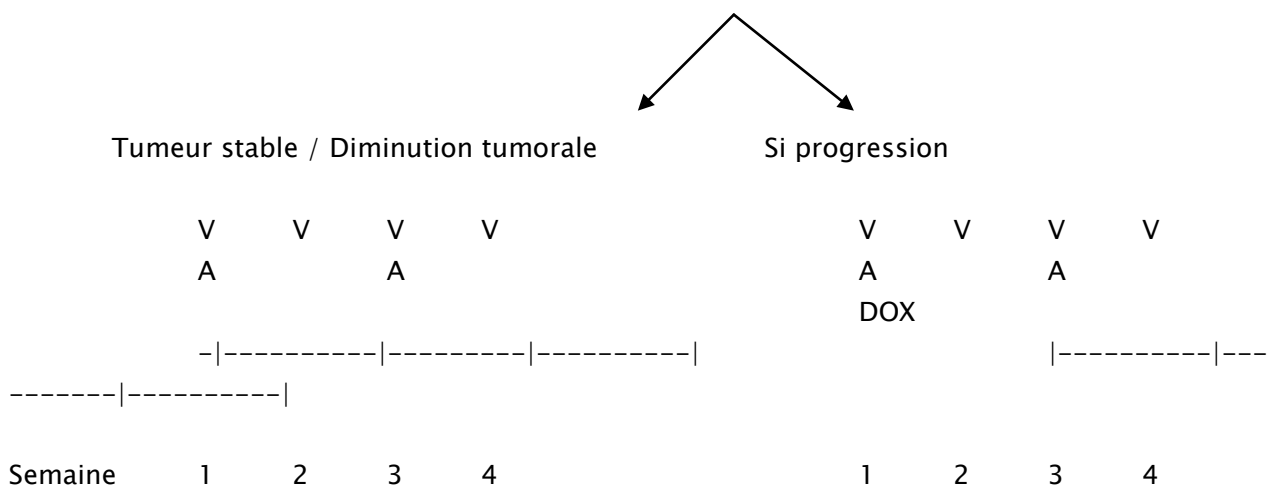 Tumeur stable / Diminution tumorale Si progression
V V V V V V V V
A A A A
DOX
-|----------|---------|----------| |----------|---
-------|----------|
Semaine 1 2 3 4 1 2 3 4